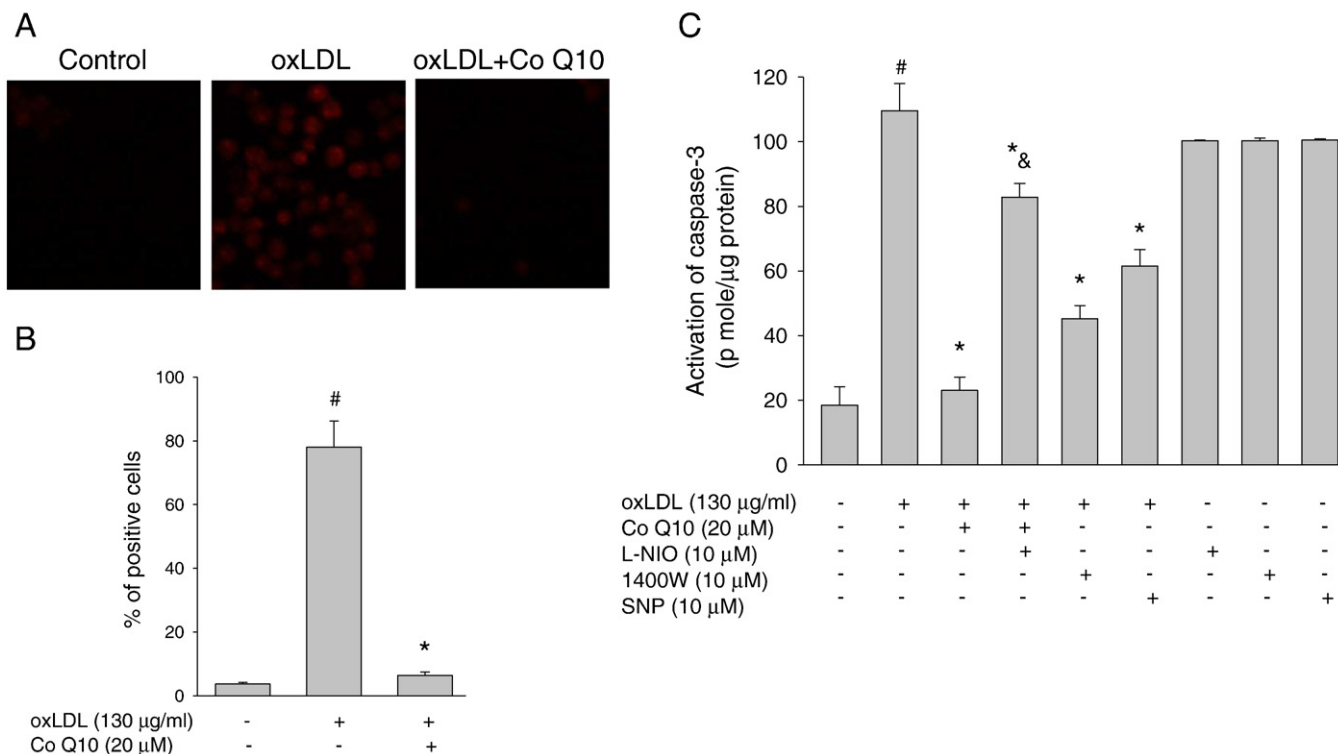 A
Control oxLDL oxLDL+Co Q10
B
100
80
60
40
20
0
% of positive cells
#
*
oxLDL (130 μg/ml) - + +
Co Q10 (20 μM) - - +
C
120
100
80
60
40
20
0
Activation of caspase-3
(p mole/μg protein)
#
*
*
&
*
*
oxLDL (130 μg/ml) - + + + + + - - -
Co Q10 (20 μM) - - + + - - - - -
L-NIO (10 μM) - - - + - - + - -
1400W (10 μM) - - - - + - - + -
SNP (10 μM) - - - - - + - - +